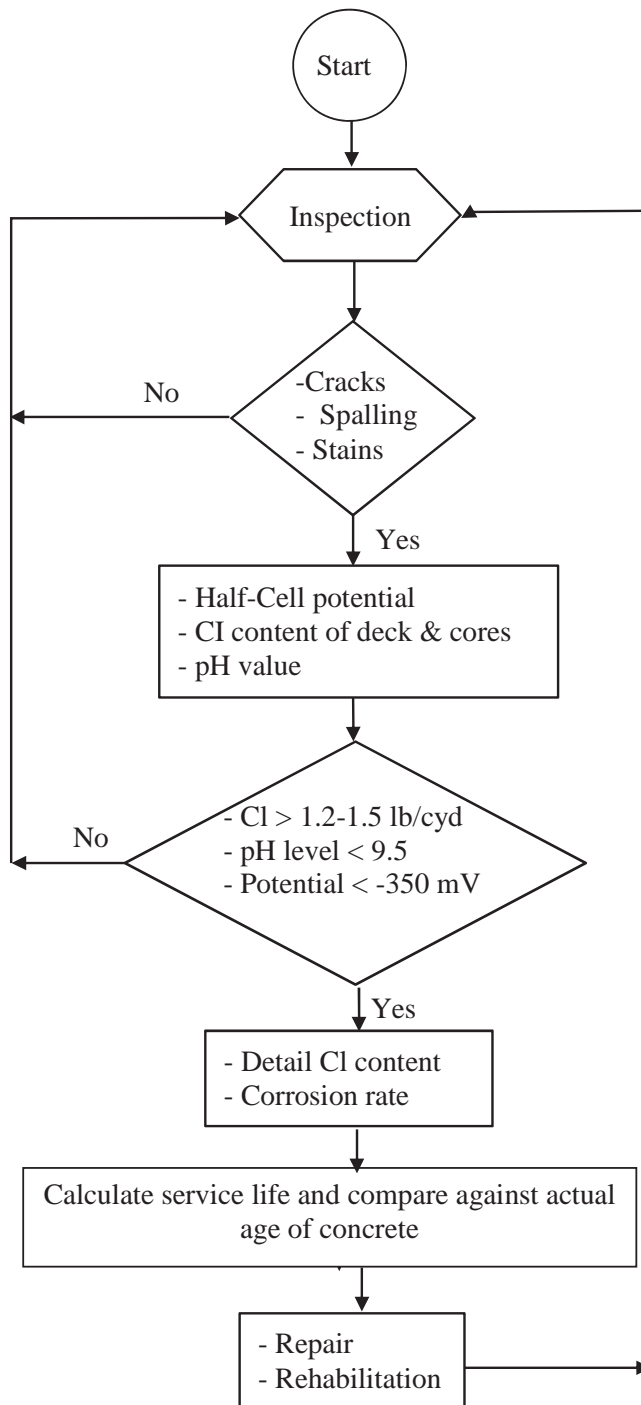 Start
Inspection
No
-Cracks
- Spalling
- Stains
Yes
- Half-Cell potential
- CI content of deck & cores
- pH value
No
- Cl > 1.2-1.5 lb/cyd
- pH level < 9.5
- Potential < -350 mV
Yes
- Detail Cl content
- Corrosion rate
Calculate service life and compare against actual
age of concrete
- Repair
- Rehabilitation